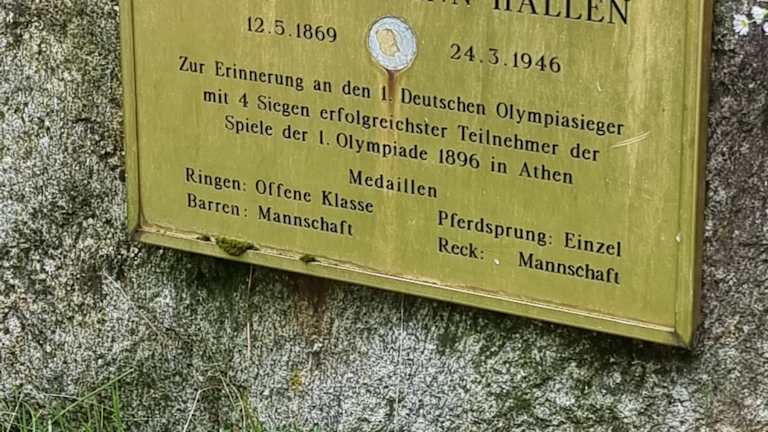 HALLEN
12.5.1869 24.3.1946
Zur Erinnerung an den 1. Deutschen Olympiasieger
mit 4 Siegen erfolgreichster Teilnehmer der
Spiele der 1. Olympiade 1896 in Athen
Medaillen
Ringen: Offene Klasse
Barren: Mannschaft
Pferdsprung: Einzel
Reck: Mannschaft